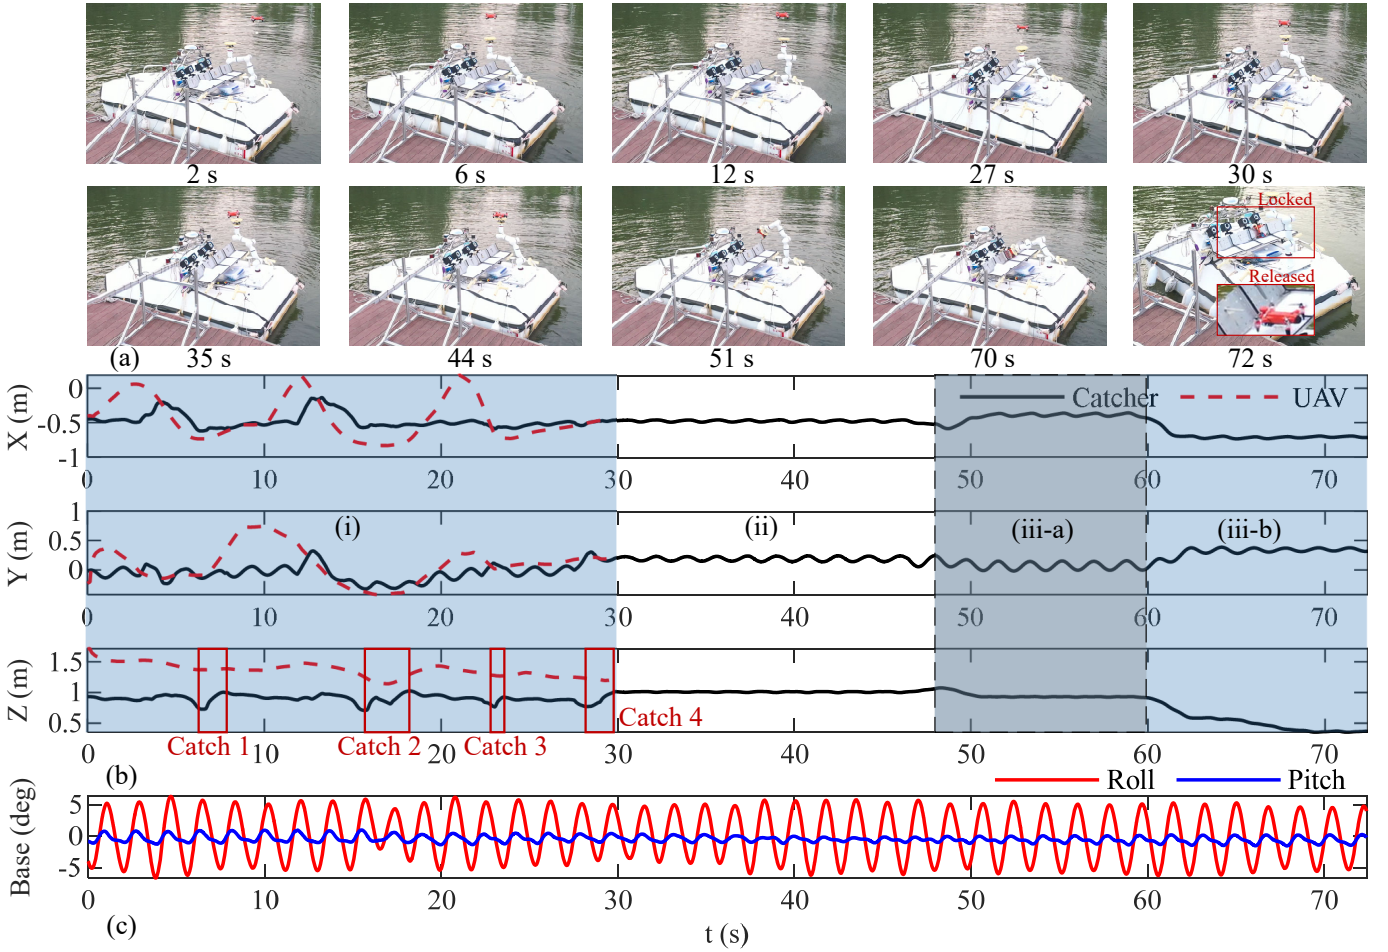 2 s
6 s
12 s
27 s
30 s
Locked
Released
35 s
44 s
51 s
70 s
72 s
(a)
X (m)
0
-0.5
-1
Catcher
UAV
0
10
20
30
40
50
60
70
Y (m)
1
0.5
0
(i)
(ii)
(iii-a)
(iii-b)
0
10
20
30
40
50
60
70
Z (m)
1.5
1
0.5
Catch 1
Catch 2
Catch 3
Catch 4
0
10
20
30
40
50
60
70
(b)
Roll
Pitch
Base (deg)
5
0
-5
0
10
20
30
40
50
60
70
(c)
t (s)